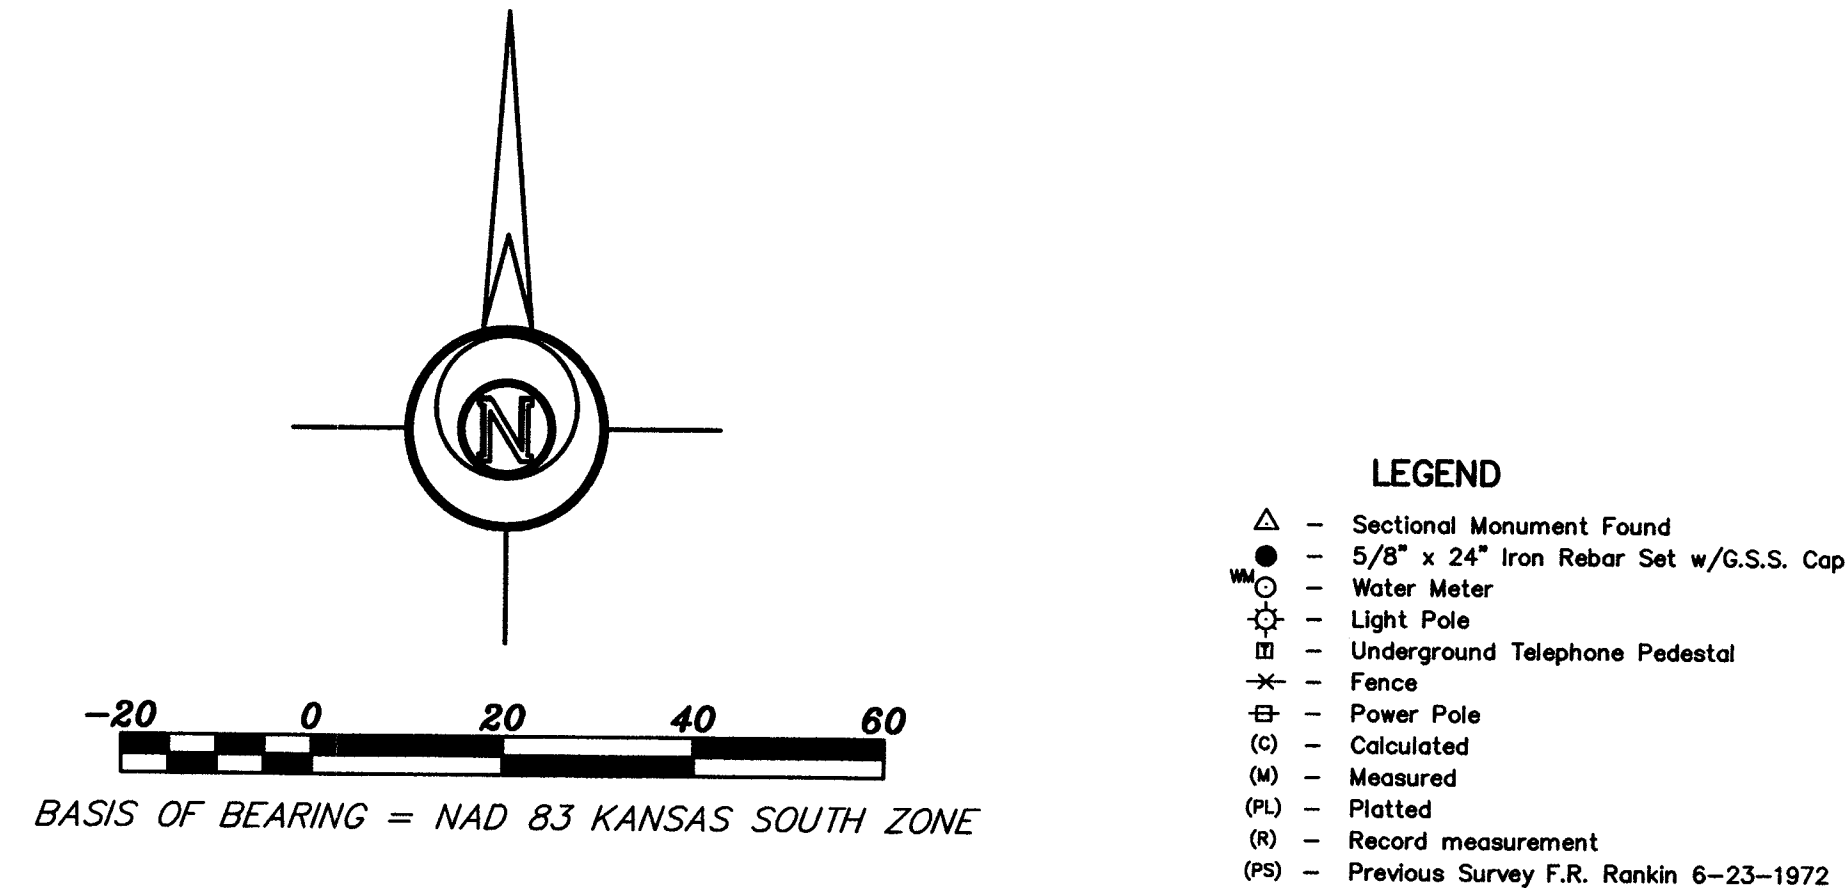 N
-20 0 20 40 60
BASIS OF BEARING = NAD 83 KANSAS SOUTH ZONE
LEGEND
- Sectional Monument Found
- 5/8" x 24" Iron Rebar Set w/G.S.S. Cap
WM - Water Meter
- Light Pole
T - Underground Telephone Pedestal
- Fence
- Power Pole
(C) - Calculated
(M) - Measured
(PL) - Platted
(R) - Record measurement
(PS) - Previous Survey F.R. Rankin 6-23-1972